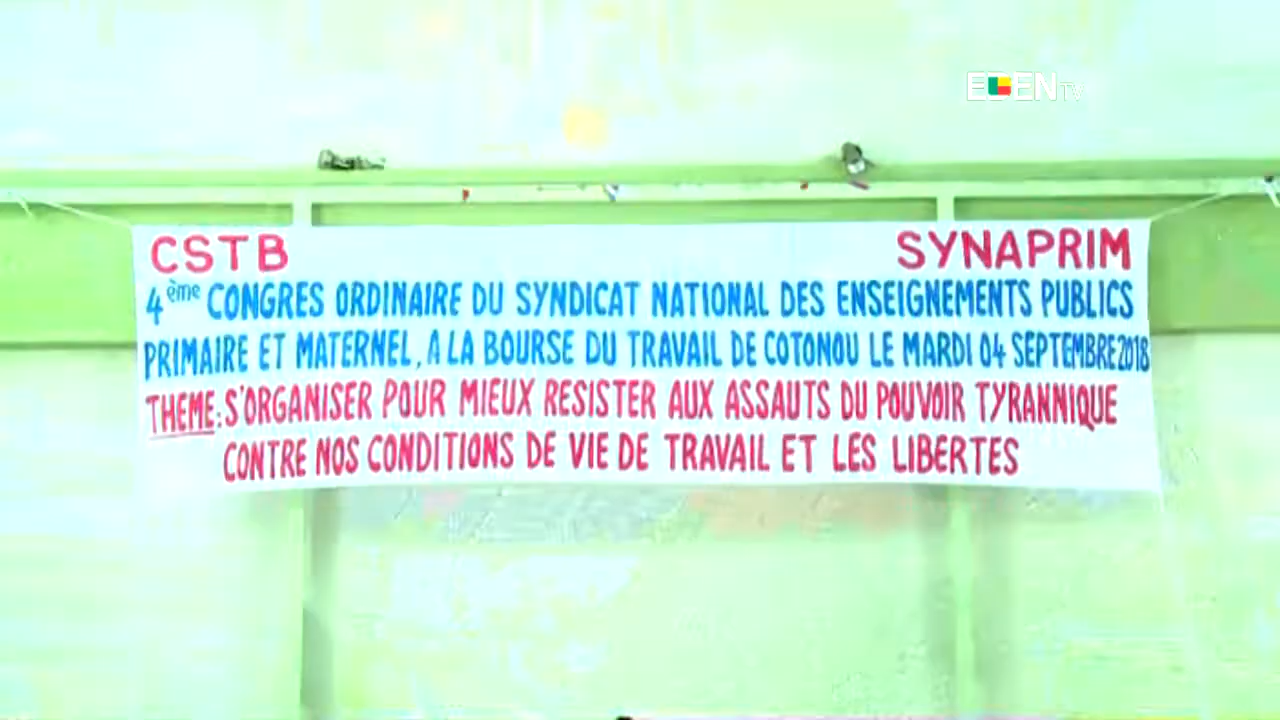 EDEN TV
CSTB SYNAPRIM
4ème CONGRES ORDINAIRE DU SYNDICAT NATIONAL DES ENSEIGNEMENTS PUBLICS
PRIMAIRE ET MATERNEL, A LA BOURSE DU TRAVAIL DE COTONOU LE MARDI 04 SEPTEMBRE 2018
THEME: S'ORGANISER POUR MIEUX RESISTER AUX ASSAUTS DU POUVOIR TYRANNIQUE
CONTRE NOS CONDITIONS DE VIE DE TRAVAIL ET LES LIBERTES